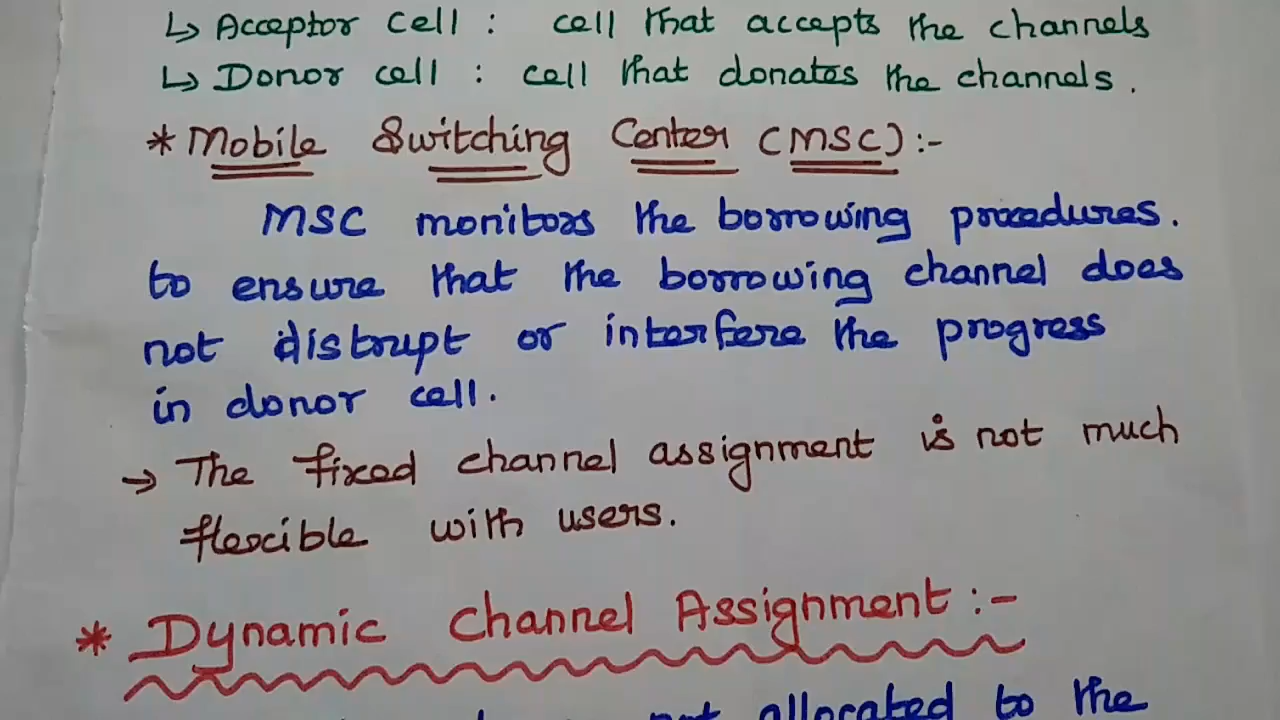 ↳ Acceptor cell : cell that accepts the channels
↳ Donor cell : cell that donates the channels.
* Mobile Switching Center (MSC) :-
MSC monitors the borrowing procedures.
to ensure that the borrowing channel does
not distrupt or interfere the progress
in donor cell.
→ The fixed channel assignment is not much
flexible with users.
* Dynamic Channel Assignment :-
not allocated to the